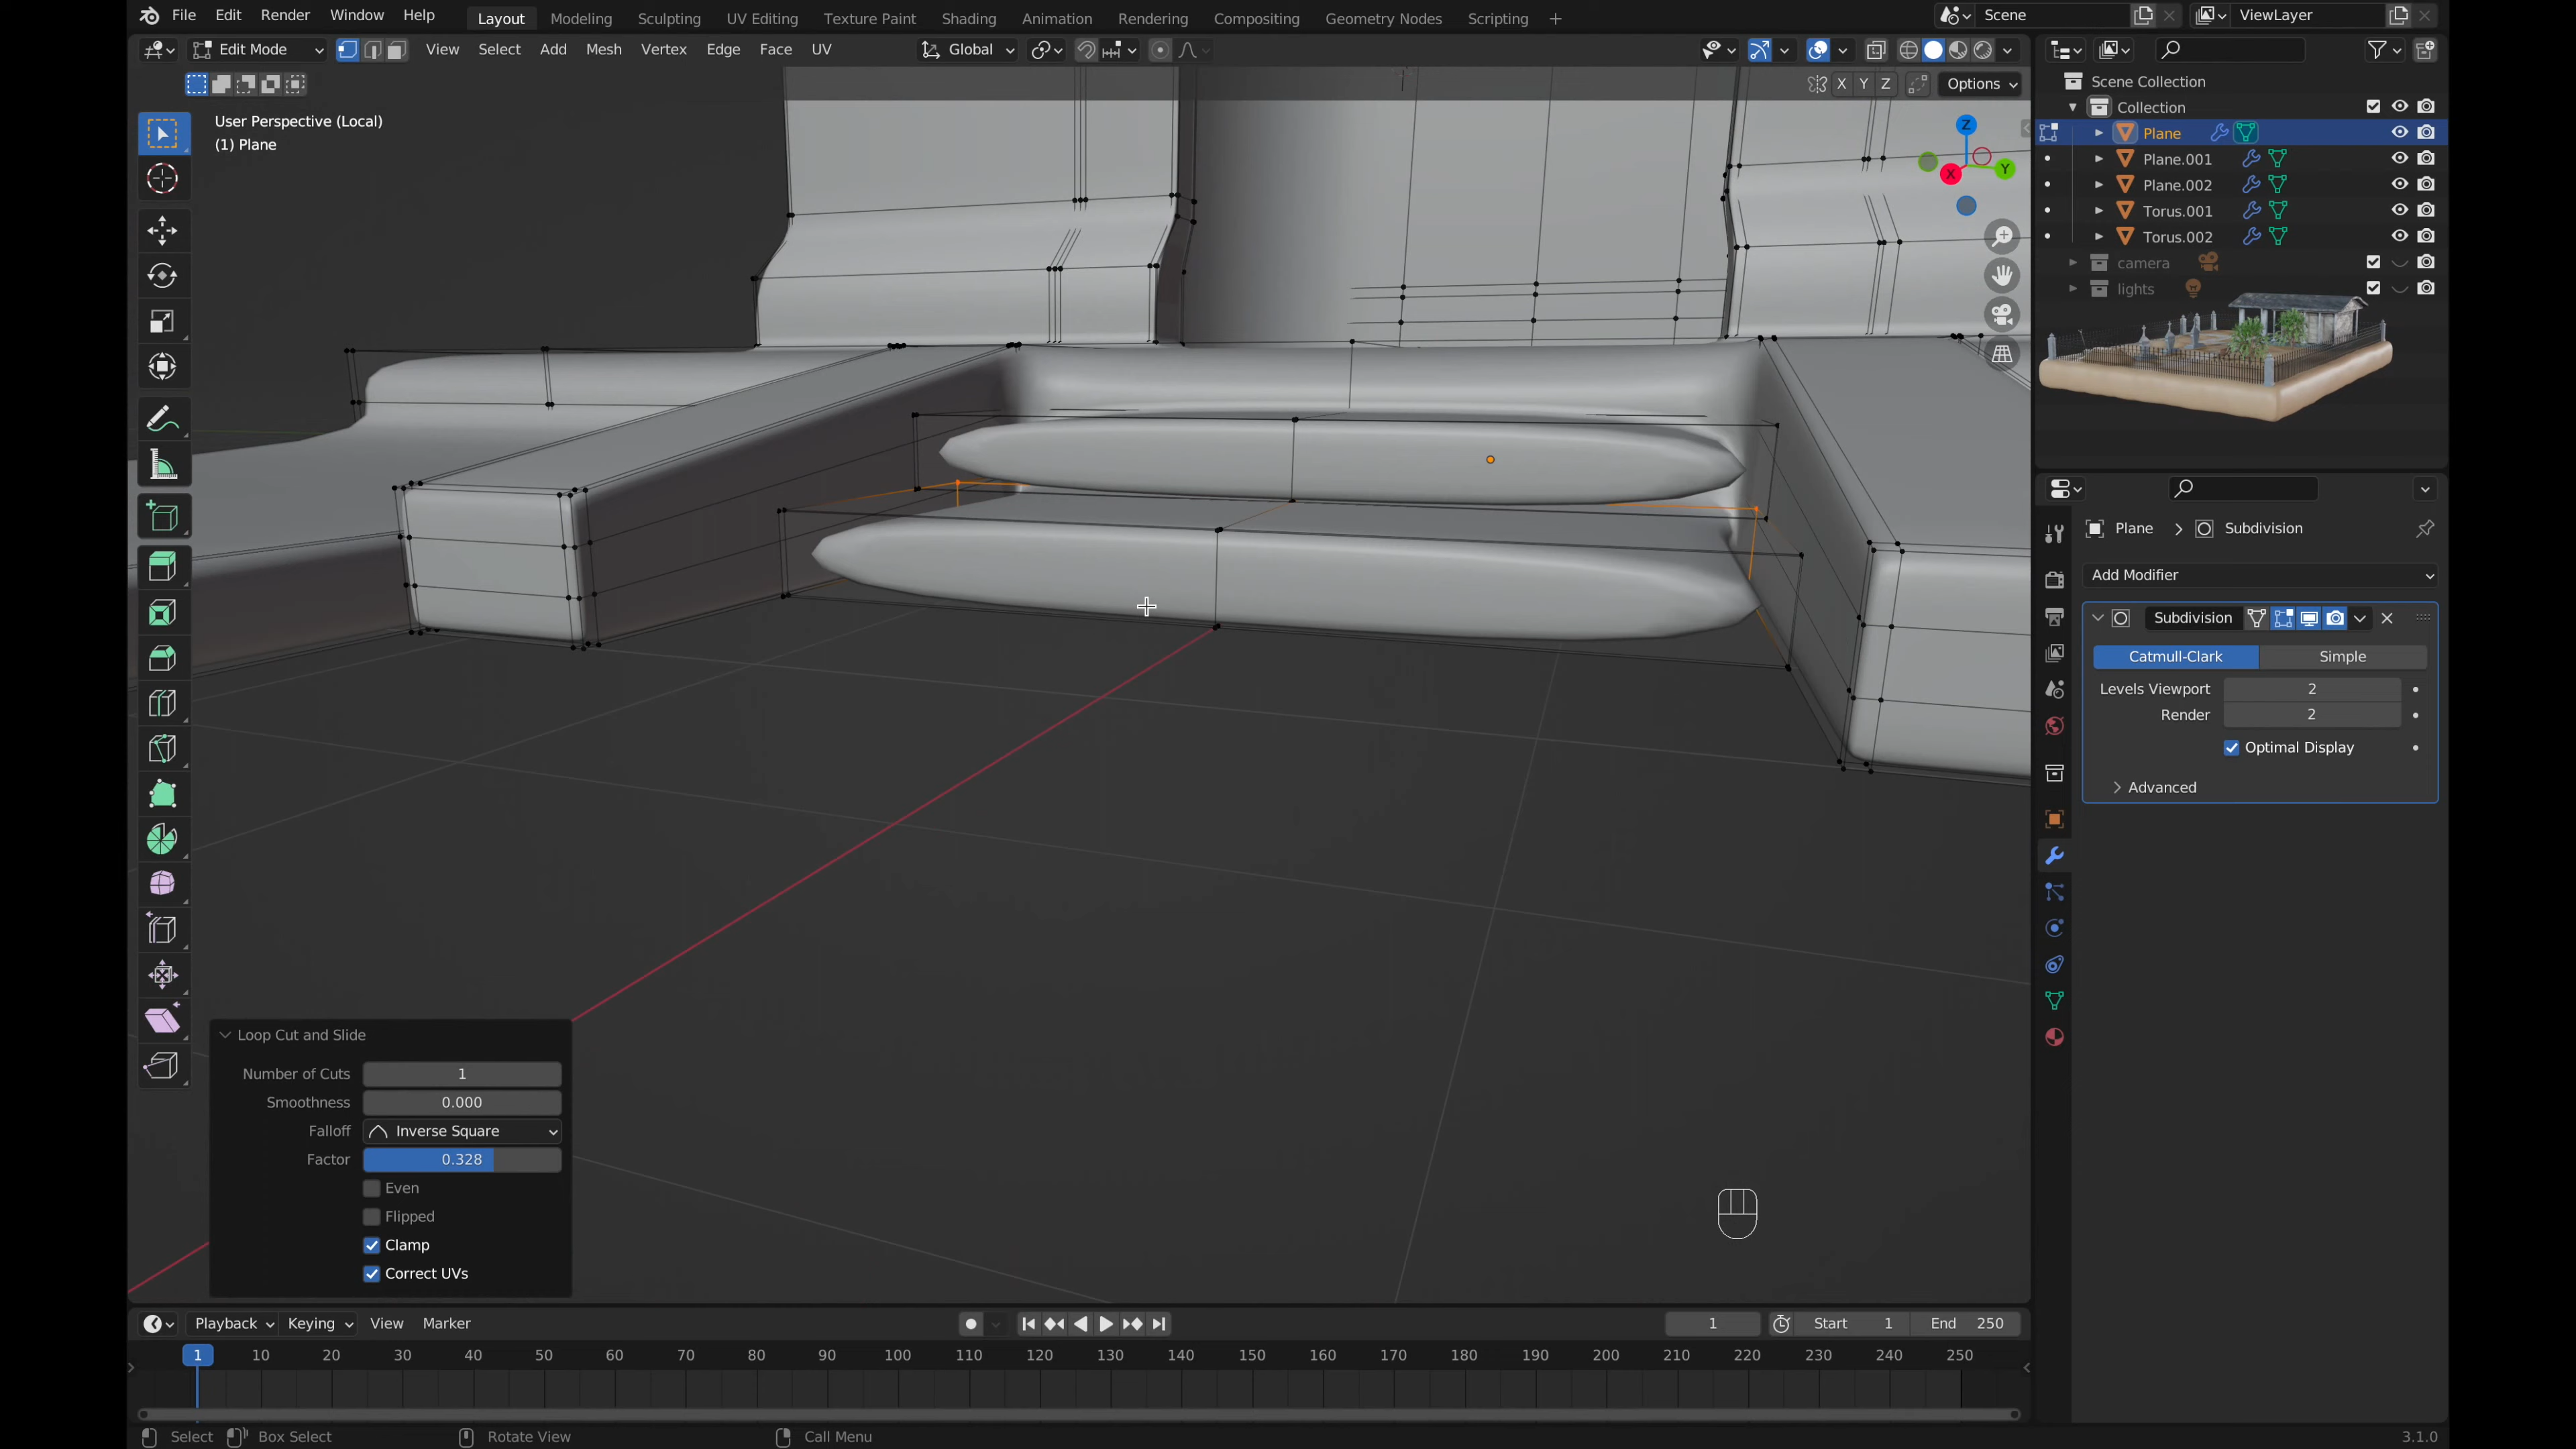 File Edit Render Window Help Layout Modeling Sculpting UV Editing Texture Paint Shading Animation Rendering Compositing Geometry Nodes Scripting + Scene ViewLayer
Edit Mode View Select Add Mesh Vertex Edge Face UV Global
X Y Z Options
User Perspective (Local)
(1) Plane
Z
Y
X
Scene Collection
Collection
Plane
Plane.001
Plane.002
Torus.001
Torus.002
camera
lights
Plane > Subdivision
Add Modifier
Subdivision
Catmull-Clark Simple
Levels Viewport 2
Render 2
Optimal Display
Advanced
Loop Cut and Slide
Number of Cuts 1
Smoothness 0.000
Falloff Inverse Square
Factor 0.328
Even
Flipped
Clamp
Correct UVs
Playback Keying View Marker 1 Start 1 End 250
1 10 20 30 40 50 60 70 80 90 100 110 120 130 140 150 160 170 180 190 200 210 220 230 240 250
Select Box Select Rotate View Call Menu 3.1.0